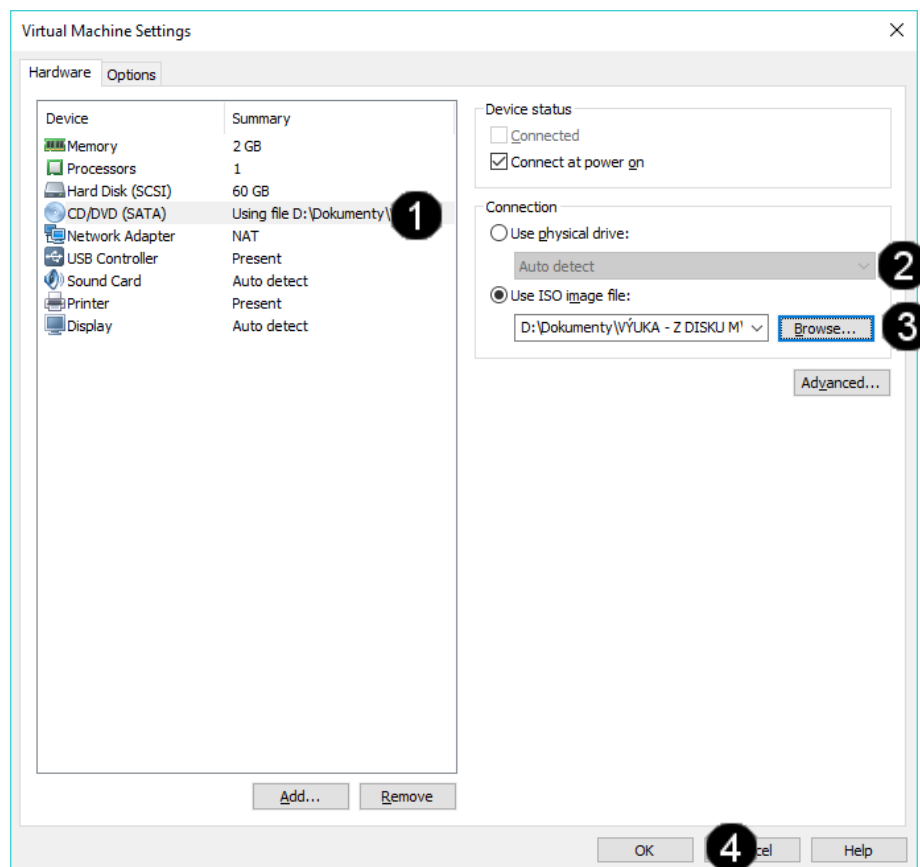 Virtual Machine Settings
Hardware
Options
Device Summary
Memory 2 GB
Processors 1
Hard Disk (SCSI) 60 GB
CD/DVD (SATA) Using file D:\Dokumenty\
1
Network Adapter NAT
USB Controller Present
Sound Card Auto detect
Printer Present
Display Auto detect
Add...
Remove
Device status
Connected
Connect at power on
Connection
Use physical drive:
Auto detect
2
Use ISO image file:
D:\Dokumenty\VÝUKA - Z DISKU M
Browse...
3
Advanced...
OK
4
Help